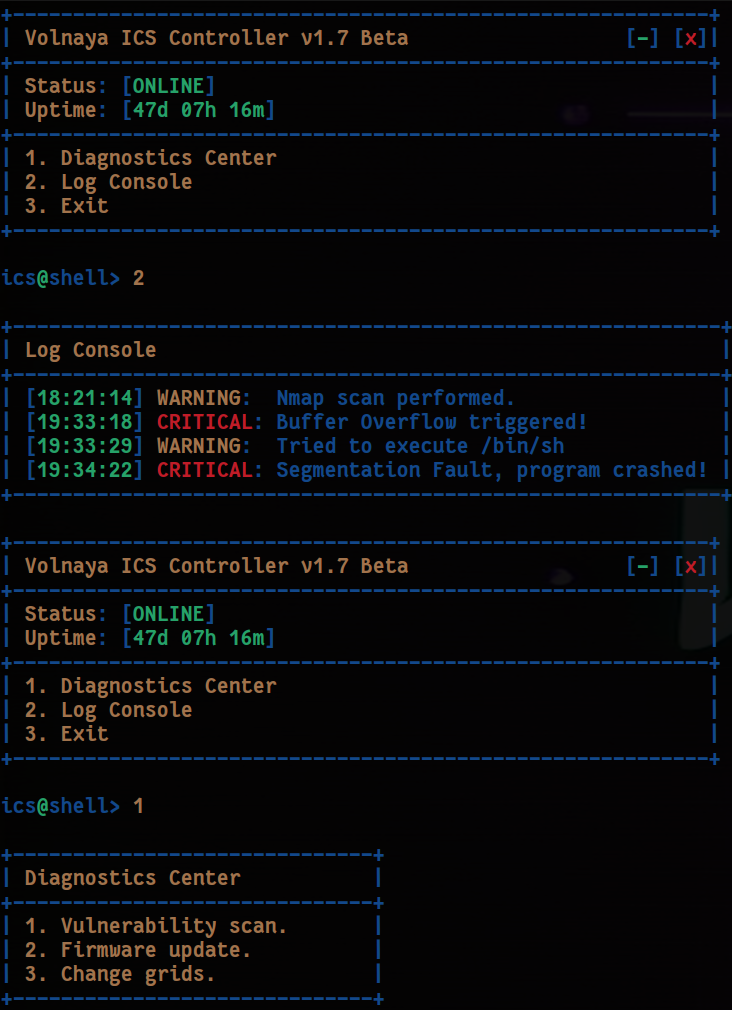 Volnaya ICS Controller v1.7 Beta [-] [x]
Status: [ONLINE]
Uptime: [47d 07h 16m]
1. Diagnostics Center
2. Log Console
3. Exit
ics@shell> 2
Log Console
[18:21:14] WARNING: Nmap scan performed.
[19:33:18] CRITICAL: Buffer Overflow triggered!
[19:33:29] WARNING: Tried to execute /bin/sh
[19:34:22] CRITICAL: Segmentation Fault, program crashed!
Volnaya ICS Controller v1.7 Beta [-] [x]
Status: [ONLINE]
Uptime: [47d 07h 16m]
1. Diagnostics Center
2. Log Console
3. Exit
ics@shell> 1
Diagnostics Center
1. Vulnerability scan.
2. Firmware update.
3. Change grids.